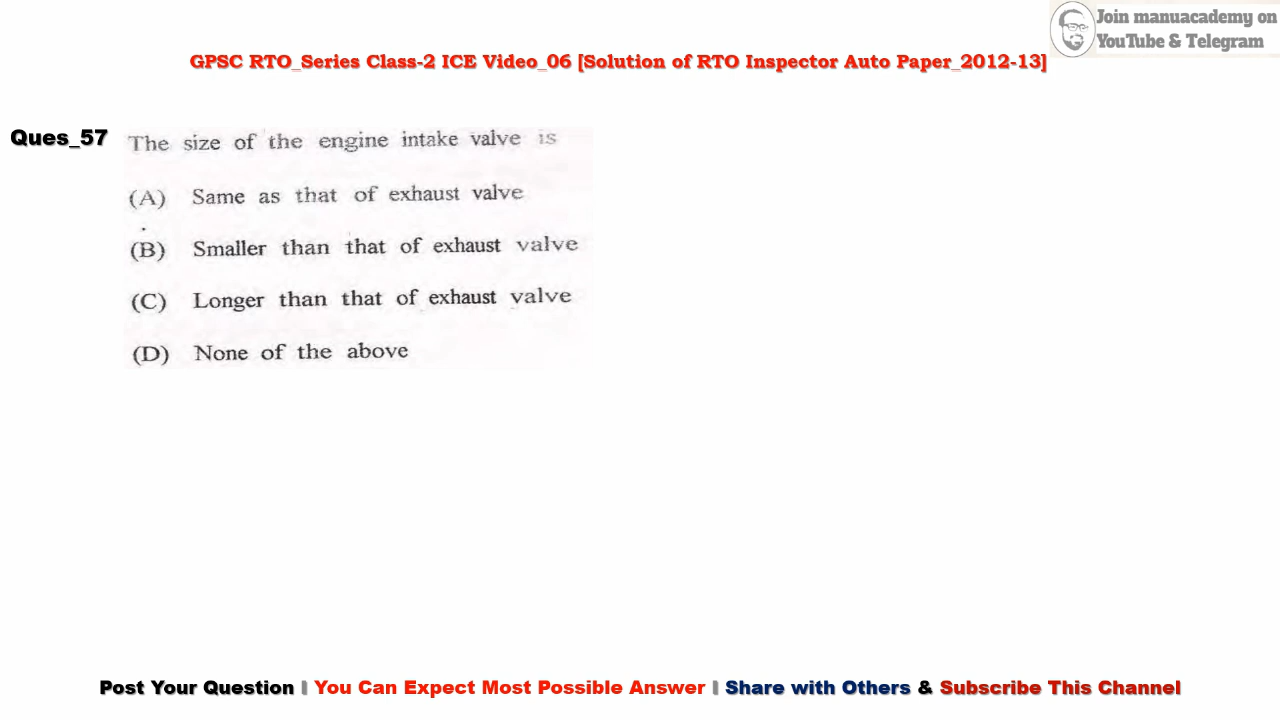 Join manuacademy on
YouTube & Telegram
GPSC RTO_Series Class-2 ICE Video_06 [Solution of RTO Inspector Auto Paper_2012-13]
Ques_57 The size of the engine intake valve is
(A) Same as that of exhaust valve
(B) Smaller than that of exhaust valve
(C) Longer than that of exhaust valve
(D) None of the above
Post Your Question | You Can Expect Most Possible Answer | Share with Others & Subscribe This Channel